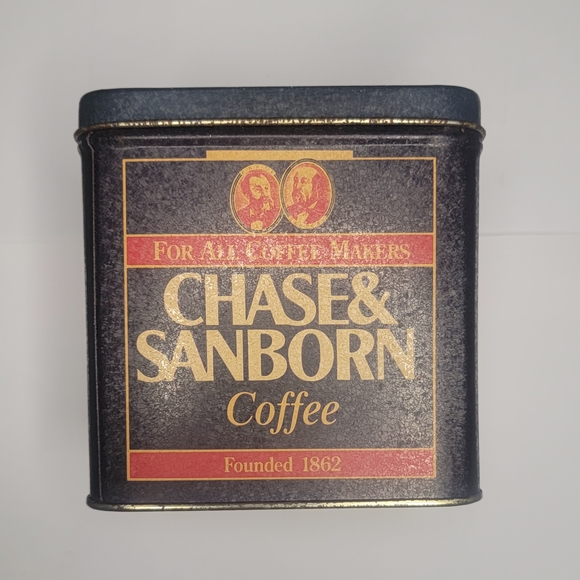 FOR ALL COFFEE MAKERS
CHASE&
SANBORN
Coffee
Founded 1862